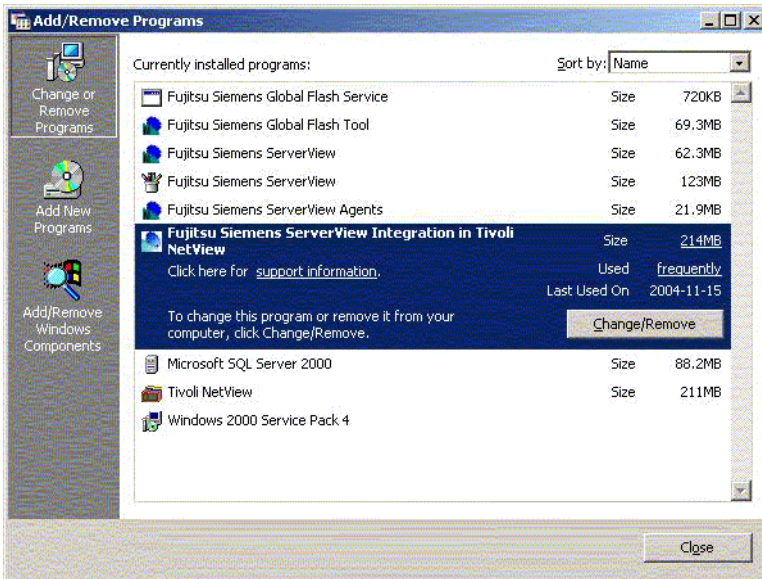 Add/Remove Programs
Change or
Remove
Programs
Add New
Programs
Add/Remove
Windows
Components
Currently installed programs:
Sort by: Name
Fujitsu Siemens Global Flash Service Size 720KB
Fujitsu Siemens Global Flash Tool Size 69.3MB
Fujitsu Siemens ServerView Size 62.3MB
Fujitsu Siemens ServerView Size 123MB
Fujitsu Siemens ServerView Agents Size 21.9MB
Fujitsu Siemens ServerView Integration in Tivoli
NetView
Size 214MB
Click here for support information.
Used frequently
Last Used On 2004-11-15
To change this program or remove it from your
computer, click Change/Remove.
Change/Remove
Microsoft SQL Server 2000 Size 88.2MB
Tivoli NetView Size 211MB
Windows 2000 Service Pack 4
Close